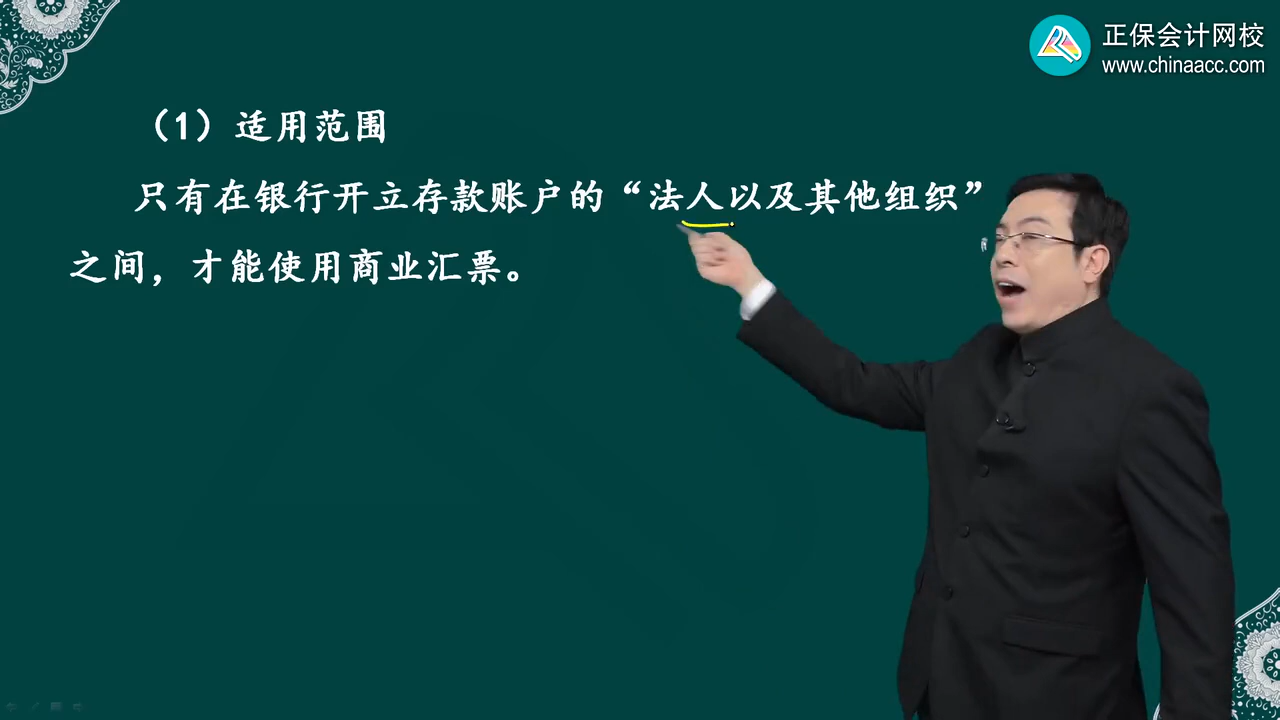 正保会计网校
www.chinaacc.com
（1）适用范围
只有在银行开立存款账户的“法人以及其他组织”
之间，才能使用商业汇票。